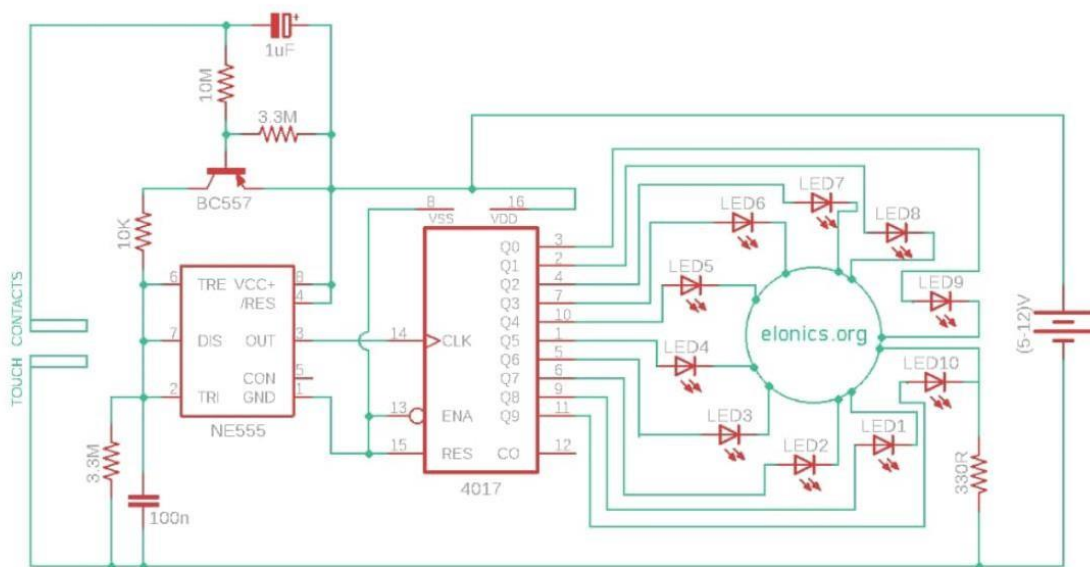 1uF
10M
3.3M
BC557
10K
TOUCH CONTACTS
6 TRE VCC+ 8
/RES 4
7 DIS OUT 3
CON 5
2 TRI GND 1
NE555
3.3M
100n
8 16
VSS VDD
Q0 3
Q1 2
Q2 4
Q3 7
Q4 10
14 CLK Q5 1
Q6 5
Q7 6
13 ENA Q8 9
Q9 11
15 RES CO 12
4017
LED7
LED6
LED8
LED5
LED9
elonics.org
LED4
LED10
LED3
LED1
LED2
330R
(5-12)V